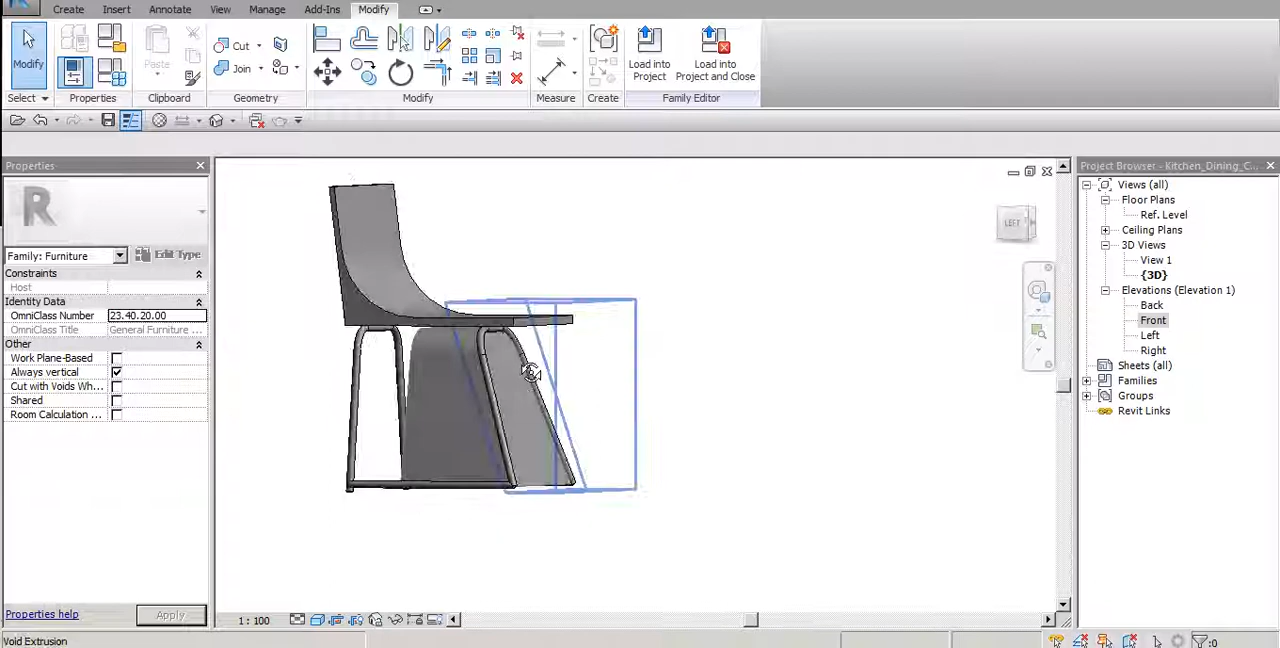 Create Insert Annotate View Manage Add-Ins Modify
Modify
Paste
Cut
Join
Load into Project
Load into Project and Close
Select Properties Clipboard Geometry Modify Measure Create Family Editor
Properties
R
Family: Furniture
Edit Type
Constraints
Host
Identity Data
OmniClass Number 23.40.20.00
OmniClass Title General Furniture ...
Other
Work Plane-Based
Always vertical
Cut with Voids Wh...
Shared
Room Calculation ...
Properties help
Apply
LEFT
1 : 100
Project Browser - Kitchen_Dining_C...
Views (all)
Floor Plans
Ref. Level
Ceiling Plans
3D Views
View 1
{3D}
Elevations (Elevation 1)
Back
Front
Left
Right
Sheets (all)
Families
Groups
Revit Links
Void Extrusion
:0